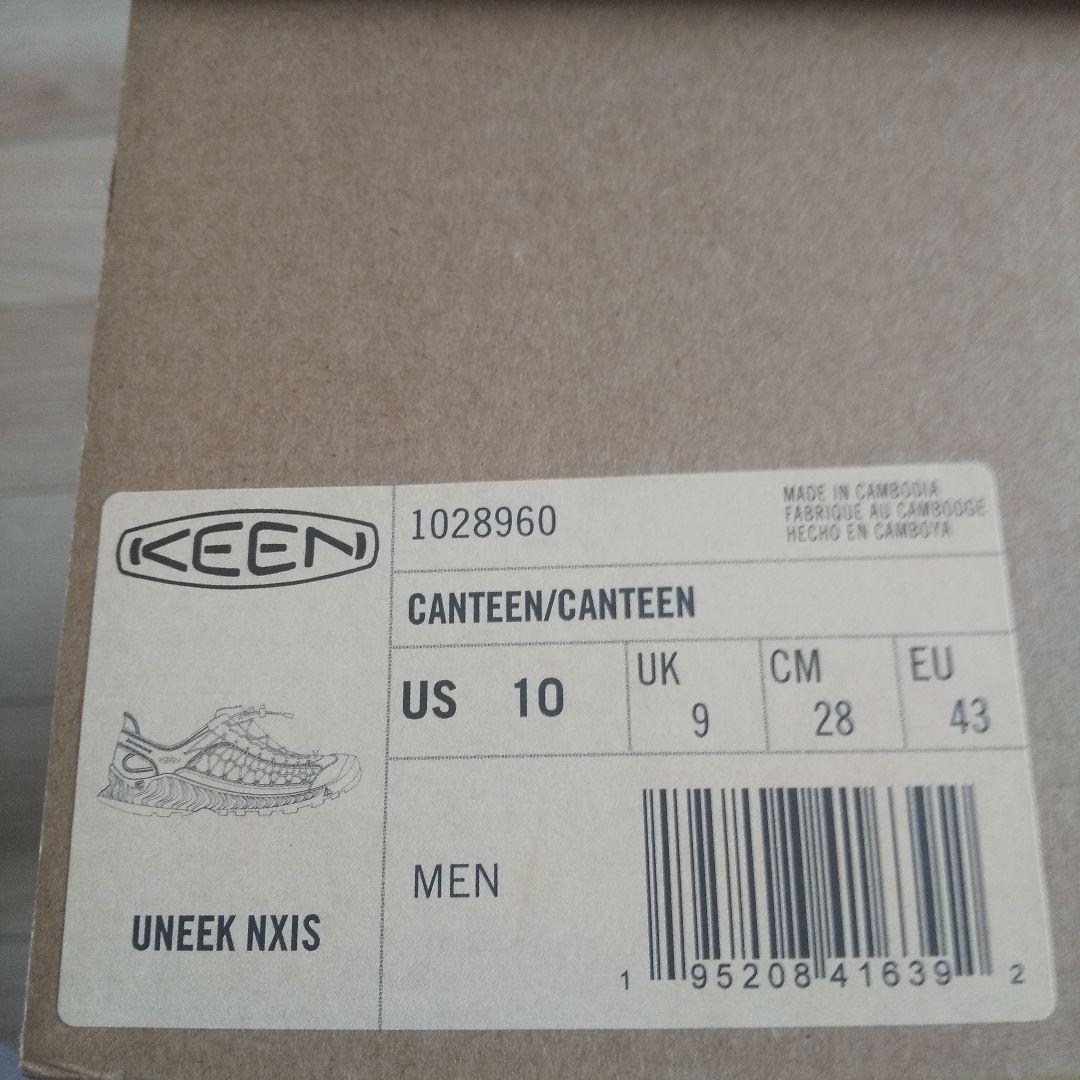 KEEN
1028960
MADE IN CAMBODIA
FABRIQUE AU CAMBODGE
HECHO EN CAMBOYA
CANTEEN/CANTEEN
US 10
UK 9
CM 28
EU 43
MEN
UNEEK NXIS
1 95208 41639 2